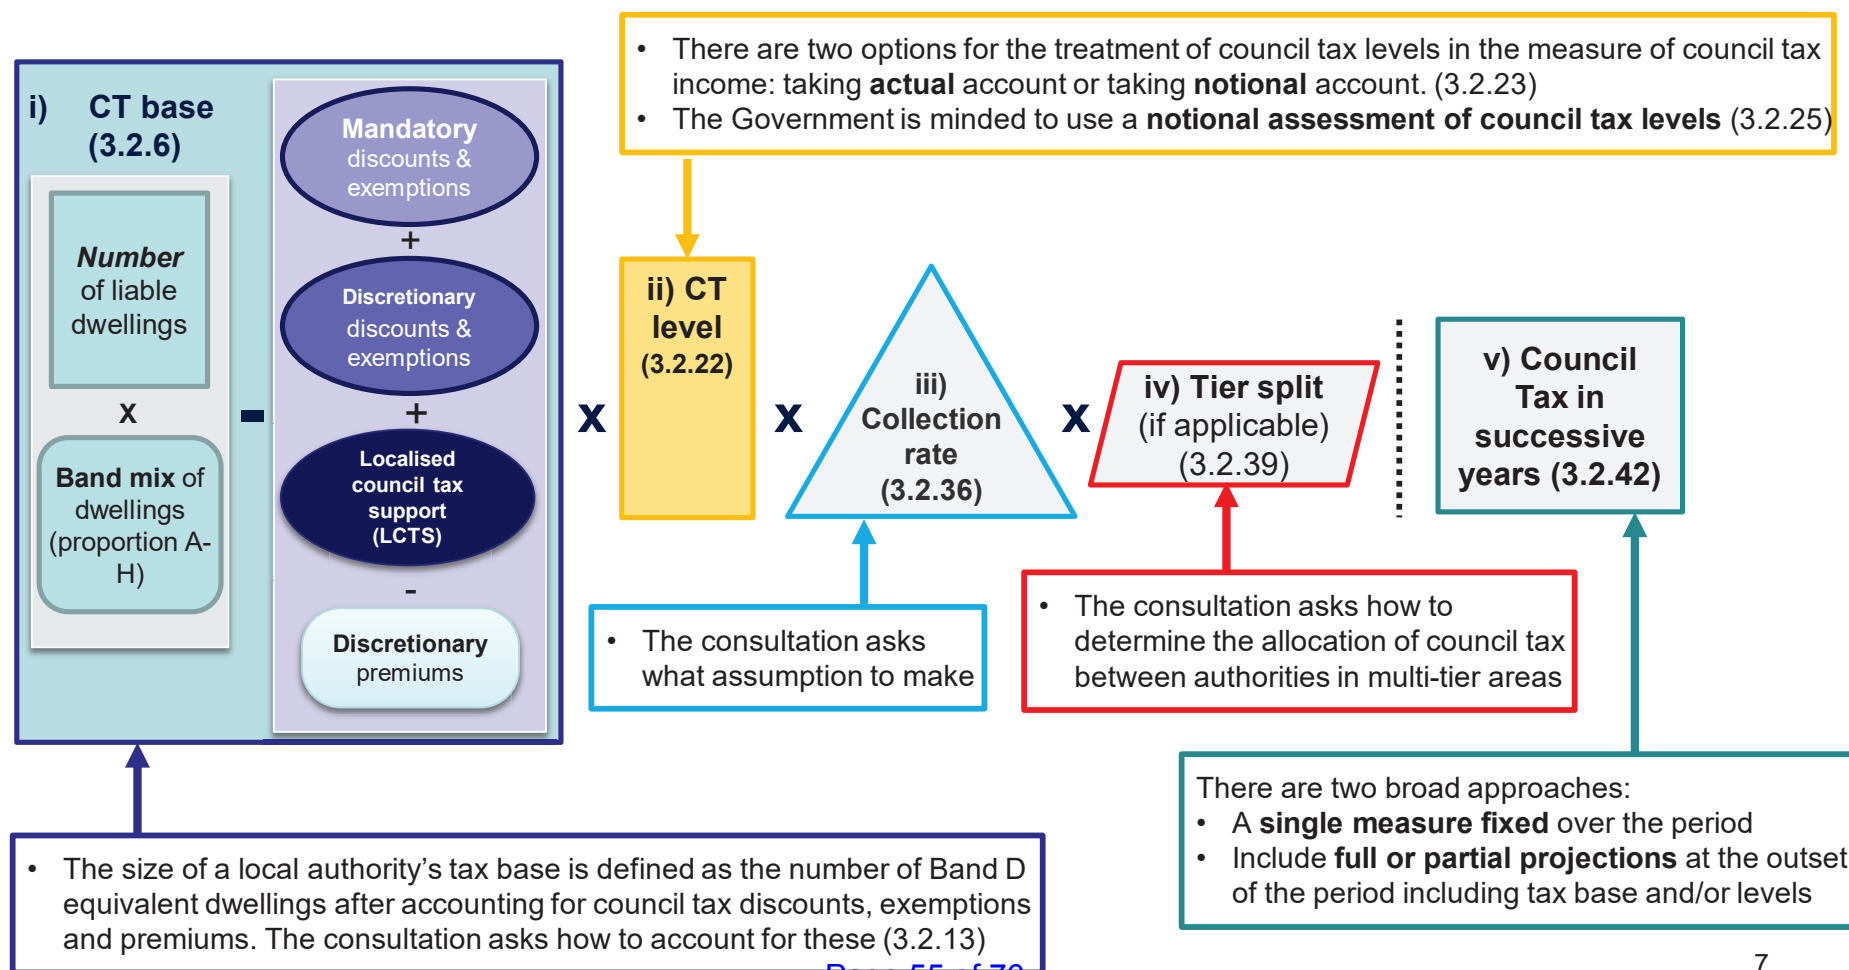 • There are two options for the treatment of council tax levels in the measure of council tax
income: taking actual account or taking notional account. (3.2.23)
• The Government is minded to use a notional assessment of council tax levels (3.2.25)
i) CT base
(3.2.6)
Number
of liable
dwellings
x
Band mix of
dwellings
(proportion A-
H)
-
Mandatory
discounts &
exemptions
+
Discretionary
discounts &
exemptions
+
Localised
council tax
support
(LCTS)
-
Discretionary
premiums
x
ii) CT
level
(3.2.22)
x
iii)
Collection
rate
(3.2.36)
x
iv) Tier split
(if applicable)
(3.2.39)
v) Council
Tax in
successive
years (3.2.42)
• The consultation asks
what assumption to make
• The consultation asks how to
determine the allocation of council tax
between authorities in multi-tier areas
There are two broad approaches:
• A single measure fixed over the period
• Include full or partial projections at the outset
of the period including tax base and/or levels
• The size of a local authority's tax base is defined as the number of Band D
equivalent dwellings after accounting for council tax discounts, exemptions
and premiums. The consultation asks how to account for these (3.2.13)
Page 55 of 70
7